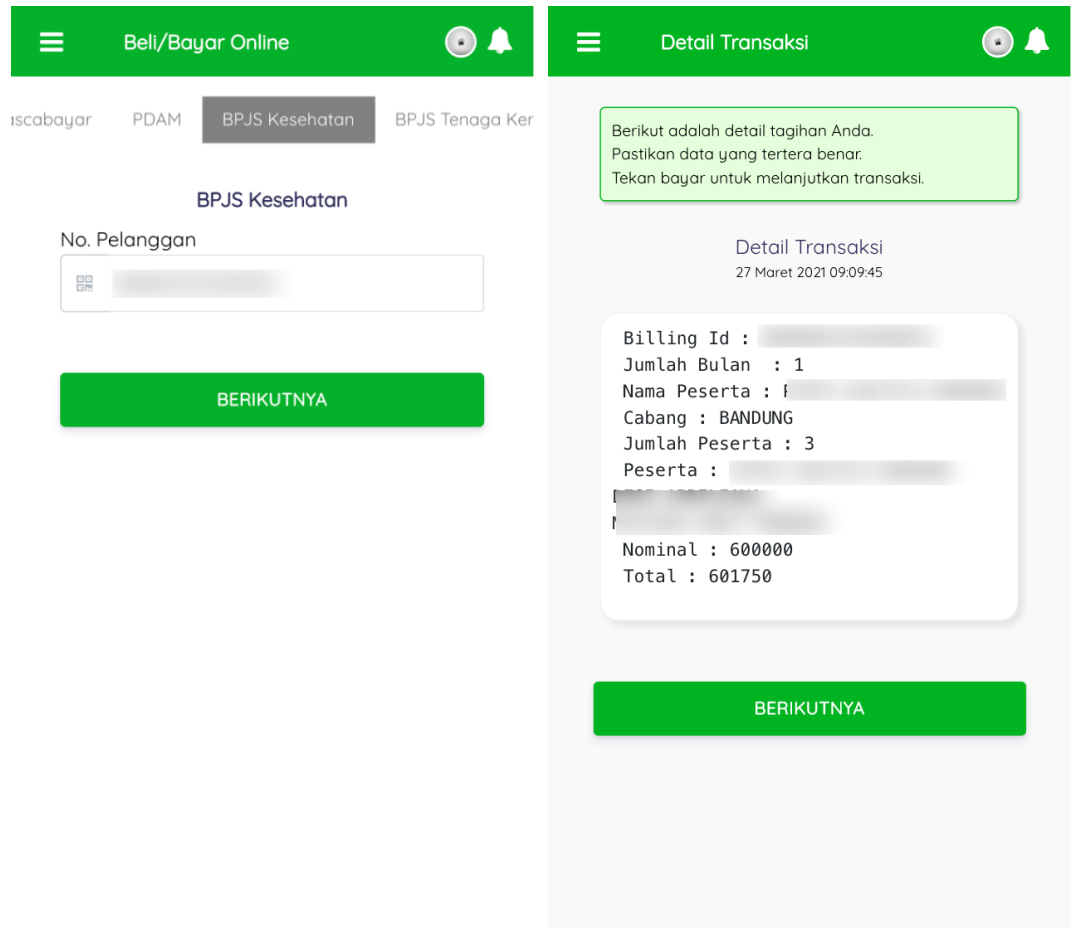 Beli/Bayar Online
ascabayar PDAM BPJS Kesehatan BPJS Tenaga Ker
BPJS Kesehatan
No. Pelanggan
BERIKUTNYA
Detail Transaksi
Berikut adalah detail tagihan Anda.
Pastikan data yang tertera benar.
Tekan bayar untuk melanjutkan transaksi.
Detail Transaksi
27 Maret 2021 09:09:45
Billing Id :
Jumlah Bulan : 1
Nama Peserta :
Cabang : BANDUNG
Jumlah Peserta : 3
Peserta :
Nominal : 600000
Total : 601750
BERIKUTNYA